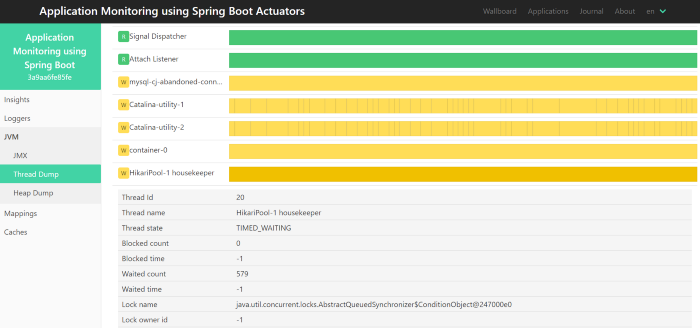 Application Monitoring using Spring Boot Actuators
Wallboard Applications Journal About en
Application
Monitoring using
Spring Boot
3a9aa6fe85fe
Insights
Loggers
JVM
JMX
Thread Dump
Heap Dump
Mappings
Caches
R Signal Dispatcher
R Attach Listener
W mysql-cj-abandoned-conn...
W Catalina-utility-1
W Catalina-utility-2
W container-0
W HikariPool-1 housekeeper
Thread Id 20
Thread name HikariPool-1 housekeeper
Thread state TIMED_WAITING
Blocked count 0
Blocked time -1
Waited count 579
Waited time -1
Lock name java.util.concurrent.locks.AbstractQueuedSynchronizer$ConditionObject@247000e0
Lock owner id -1